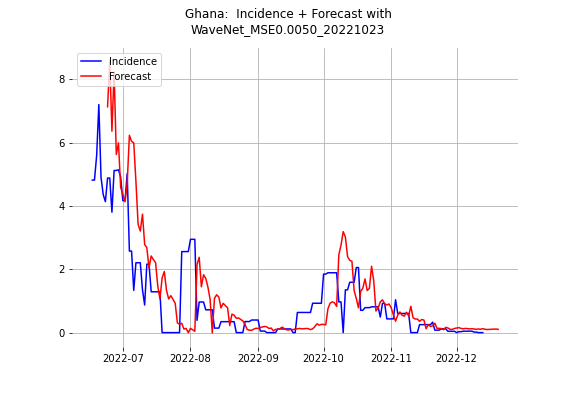 Ghana:  Incidence + Forecast with
WaveNet_MSE0.0050_20221023
Incidence
Forecast
8
6
4
2
0
2022-07 2022-08 2022-09 2022-10 2022-11 2022-12